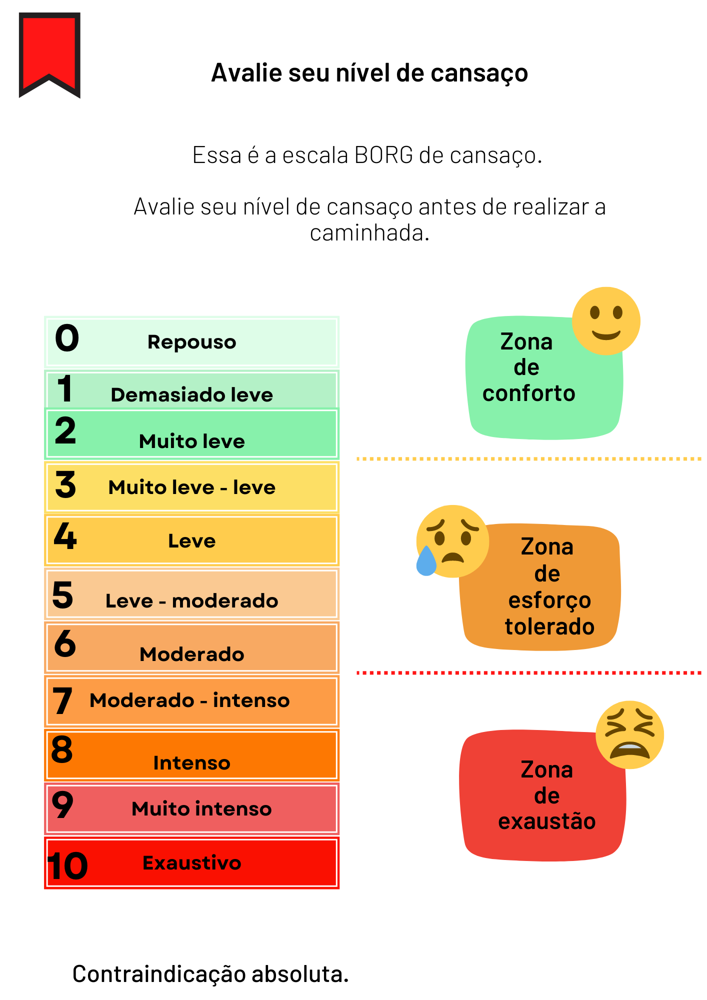 Avalie seu nível de cansaço
Essa é a escala BORG de cansaço.
Avalie seu nível de cansaço antes de realizar a
caminhada.
0 Repouso
1 Demasiado leve
2 Muito leve
3 Muito leve - leve
4 Leve
5 Leve - moderado
6 Moderado
7 Moderado - intenso
8 Intenso
9 Muito intenso
10 Exaustivo
Zona
de
conforto
Zona
de
esforço
tolerado
Zona
de
exaustão
Contraindicação absoluta.